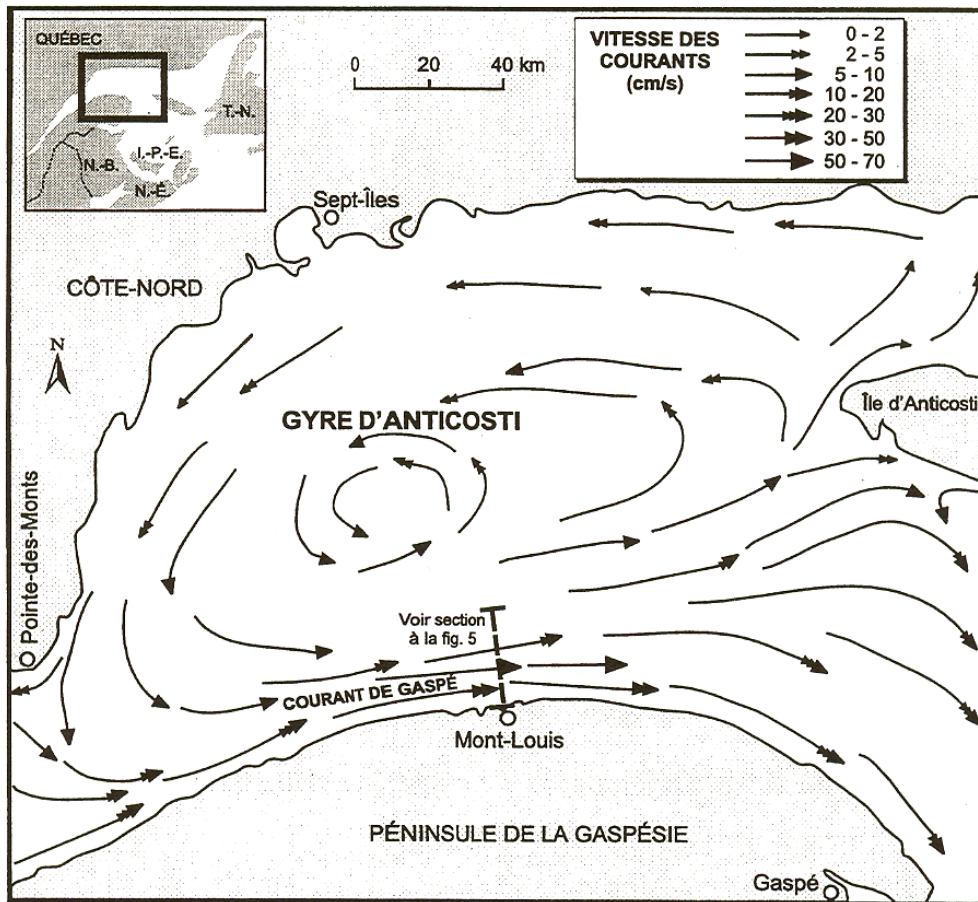 QUÉBEC
T.-N.
I.-P.-E.
N.-B.
N.-É.
0 20 40 km
VITESSE DES
COURANTS
(cm/s)
0 - 2
2 - 5
5 - 10
10 - 20
20 - 30
30 - 50
50 - 70
Sept-Îles
CÔTE-NORD
N
Île d'Anticosti
GYRE D'ANTICOSTI
Pointe-des-Monts
Voir section
à la fig. 5
COURANT DE GASPÉ
Mont-Louis
PÉNINSULE DE LA GASPÉSIE
Gaspé